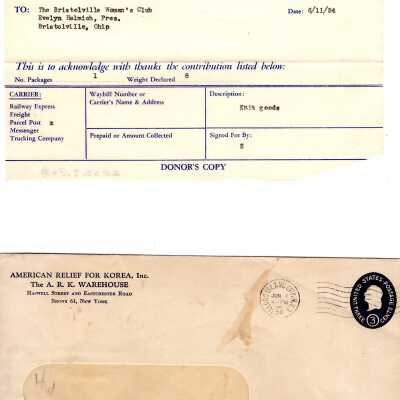 TO: The Bristolville Women's Club
Date: 6/11/54
Evelyn Helmich, Pres.
Bristolville, Ohio
This is to acknowledge with thanks the contribution listed below:
No. Packages 1 Weight Declared 8
CARRIER:
Railway Express
Freight
Parcel Post x
Messenger
Trucking Company
Waybill Number or
Carrier's Name & Address
Prepaid or Amount Collected
Description:
Knit goods
Signed For By:
S
DONOR'S COPY
AMERICAN RELIEF FOR KOREA, Inc.
The A. R. K. WAREHOUSE
Haswell Street and Eastchester Road
Bronx 61, New York
JUN
PM
UNITED STATES POSTAGE
THREE CENTS
3